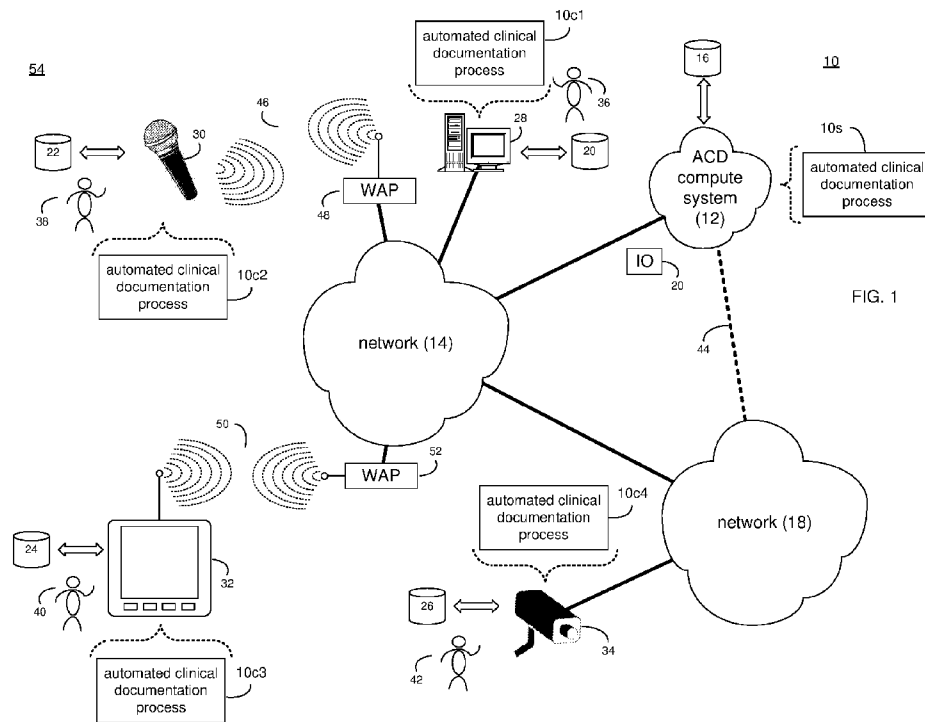 10c1
automated clinical
documentation
process
16
10
54
46
36
10s
28
22
30
20
ACD
compute
system
(12)
automated clinical
documentation
process
WAP
38
48
IO
20
automated clinical
documentation
process
10c2
FIG. 1
network (14)
44
50
52
WAP
10c4
automated clinical
documentation
process
network (18)
24
32
40
26
34
42
automated clinical
documentation
process
10c3